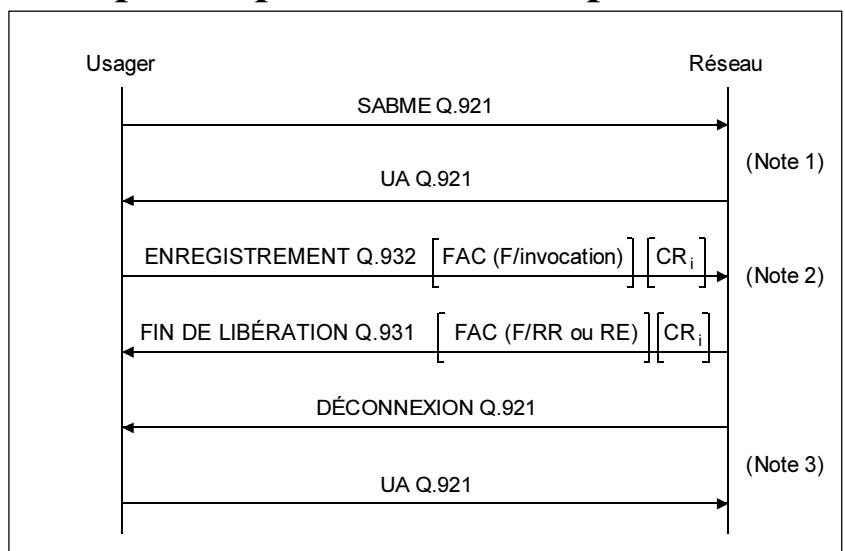 Usager Réseau
SABME Q.921
(Note 1)
UA Q.921
ENREGISTREMENT Q.932 [FAC (F/invocation)] [CRi]
(Note 2)
FIN DE LIBÉRATION Q.931 [FAC (F/RR ou RE)] [CRi]
DÉCONNEXION Q.921
(Note 3)
UA Q.921